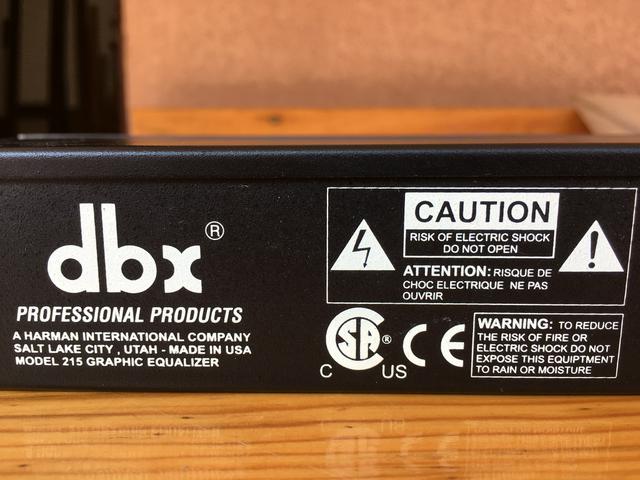 dbx®
PROFESSIONAL PRODUCTS
A HARMAN INTERNATIONAL COMPANY
SALT LAKE CITY , UTAH - MADE IN USA
MODEL 215 GRAPHIC EQUALIZER
CAUTION
RISK OF ELECTRIC SHOCK
DO NOT OPEN
ATTENTION: RISQUE DE
CHOC ELECTRIQUE NE PAS
OUVRIR
C SA ® US
CE
WARNING: TO REDUCE
THE RISK OF FIRE OR
ELECTRIC SHOCK DO NOT
EXPOSE THIS EQUIPTMENT
TO RAIN OR MOISTURE